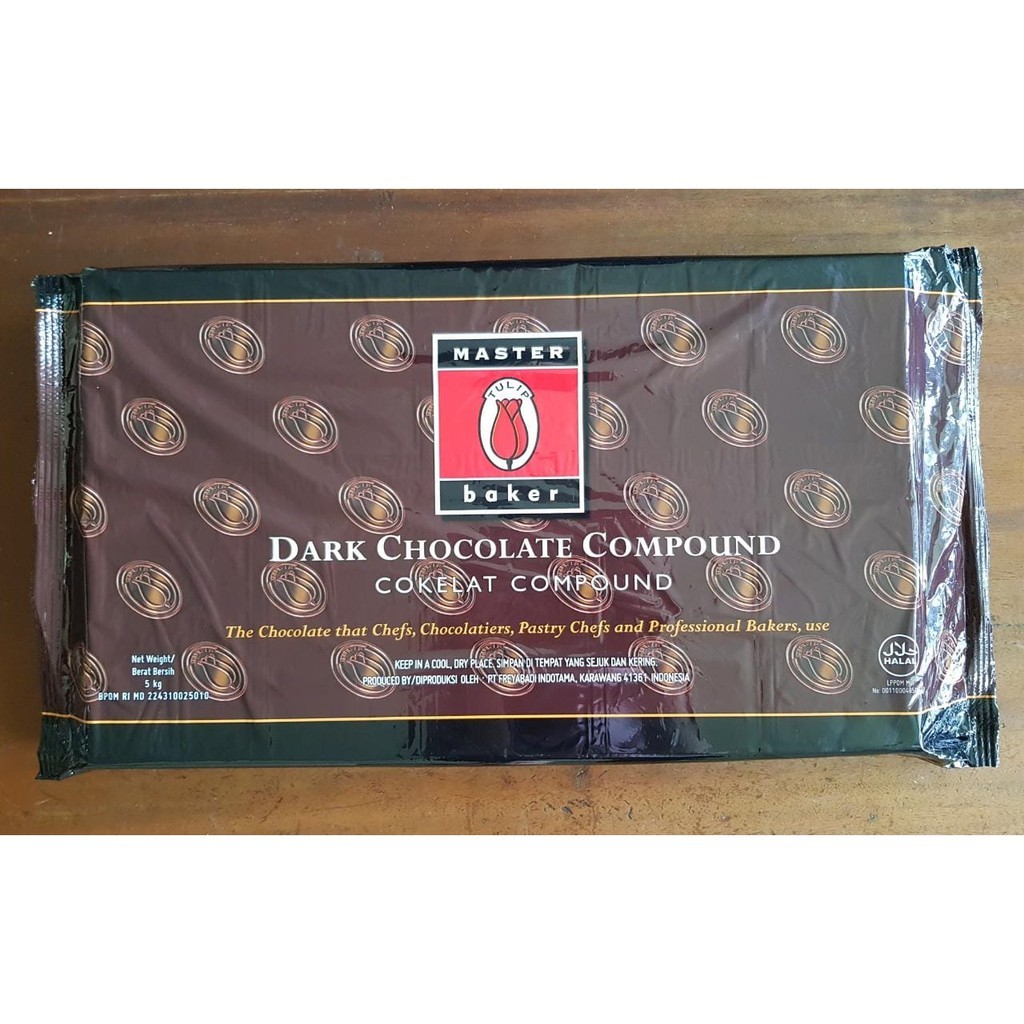 MASTER
TULIP
baker
DARK CHOCOLATE COMPOUND
COKELAT COMPOUND
The Chocolate that Chefs, Chocolatiers, Pastry Chefs and Professional Bakers, use
KEEP IN A COOL, DRY PLACE. SIMPAN DI TEMPAT YANG SEJUK DAN KERING.
PRODUCED BY/DIPRODUKSI OLEH : PT FREYABADI INDOTAMA, KARAWANG 41361 INDONESIA
Net Weight/
Berat Bersih
5 kg
BPOM RI MD 224310025010
HALAL
LPPOM